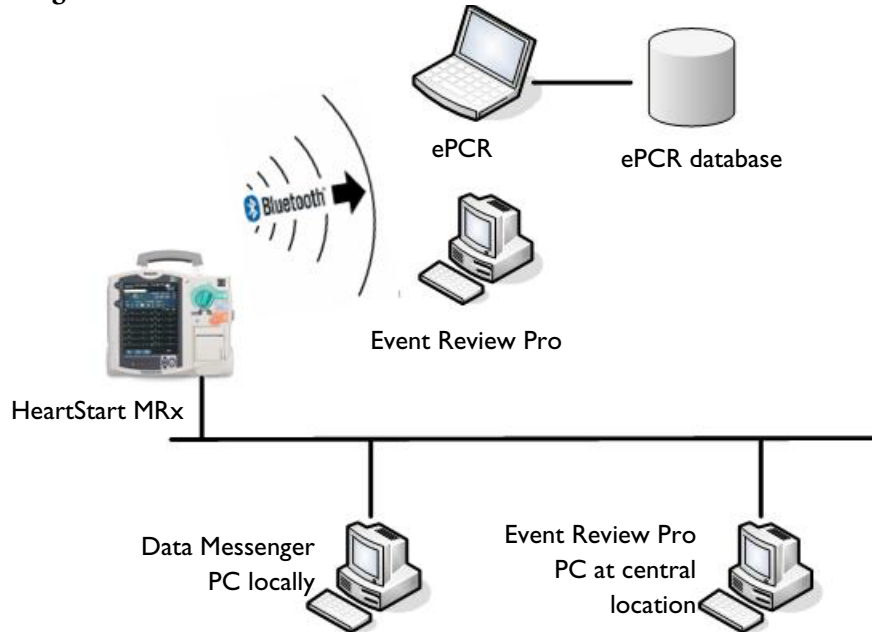 ePCR
ePCR database
Bluetooth
Event Review Pro
HeartStart MRx
Data Messenger
PC locally
Event Review Pro
PC at central
location